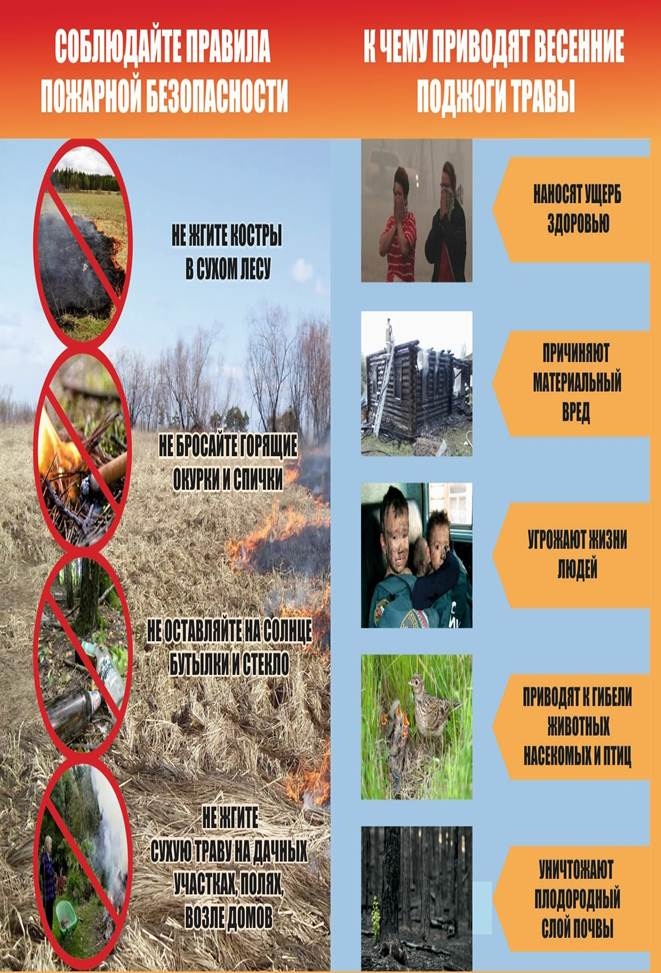 СОБЛЮДАЙТЕ ПРАВИЛА
ПОЖАРНОЙ БЕЗОПАСНОСТИ
НЕ ЖГИТЕ КОСТРЫ
В СУХОМ ЛЕСУ
НЕ БРОСАЙТЕ ГОРЯЩИЕ
ОКУРКИ И СПИЧКИ
НЕ ОСТАВЛЯЙТЕ НА СОЛНЦЕ
БУТЫЛКИ И СТЕКЛО
НЕ ЖГИТЕ
СУХУЮ ТРАВУ НА ДАЧНЫХ
УЧАСТКАХ, ПОЛЯХ,
ВОЗЛЕ ДОМОВ
К ЧЕМУ ПРИВОДЯТ ВЕСЕННИЕ
ПОДЖОГИ ТРАВЫ
НАНОСЯТ УЩЕРБ
ЗДОРОВЬЮ
ПРИЧИНЯЮТ
МАТЕРИАЛЬНЫЙ
ВРЕД
УГРОЖАЮТ ЖИЗНИ
ЛЮДЕЙ
ПРИВОДЯТ К ГИБЕЛИ
ЖИВОТНЫХ
НАСЕКОМЫХ И ПТИЦ
УНИЧТОЖАЮТ
ПЛОДОРОДНЫЙ
СЛОЙ ПОЧВЫ